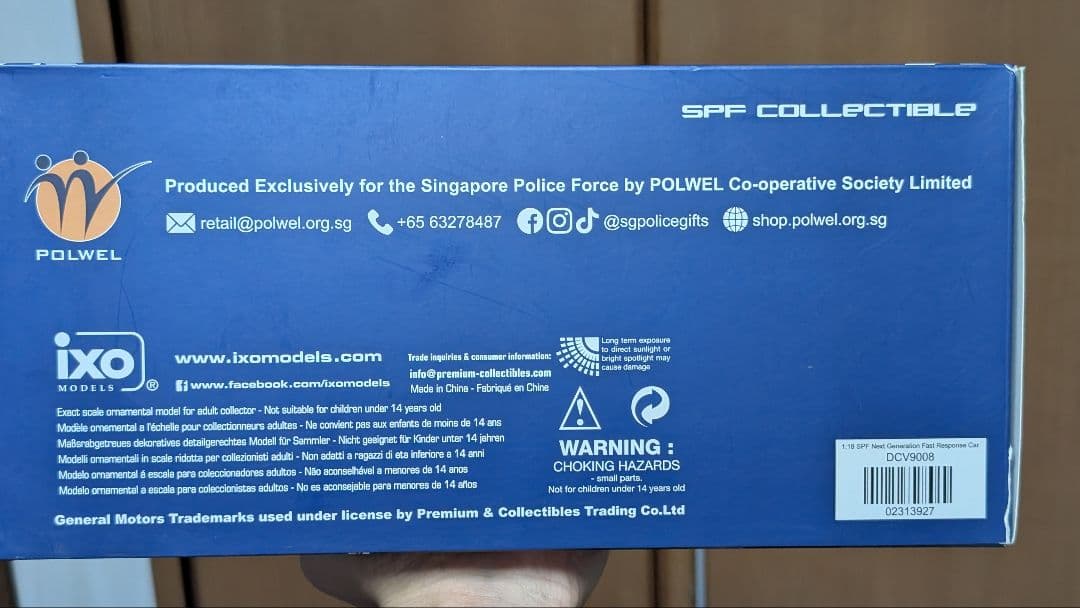 SPF COLLECTIBLE
POLWEL
Produced Exclusively for the Singapore Police Force by POLWEL Co-operative Society Limited
retail@polwel.org.sg +65 63278487 @sgpolicegifts shop.polwel.org.sg
ixo
MODELS ®
www.ixomodels.com
www.facebook.com/ixomodels
Trade inquiries & consumer information:
info@premium-collectibles.com
Made in China - Fabriqué en Chine
Long term exposure
to direct sunlight or
bright spotlight may
cause damage
Exact scale ornamental model for adult collector - Not suitable for children under 14 years old
Modèle ornemental a l'échelle pour collectionneurs adultes - Ne convient pas aux enfants de moins de 14 ans
Maßsrabgetreues dekoratives detailgerechtes Modell für Sammler - Nicht geignet für Kinder unter 14 jahren
Modelli ornamentali in scale ridotta per collezionisti adulti - Non adatti a ragazzi di eta inferiore a 14 anni
Modelo ornamental á escala para coleccionadores adultos - Não aconselhável a menores de 14 anos
Modelo ornamental a escala para coleccionistas adultos - No es aconsejable para menores de 14 años
General Motors Trademarks used under license by Premium & Collectibles Trading Co.Ltd
WARNING :
CHOKING HAZARDS
- small parts.
Not for children under 14 years old
1:18 SPF Next Generation Fast Response Car
DCV9008
02313927